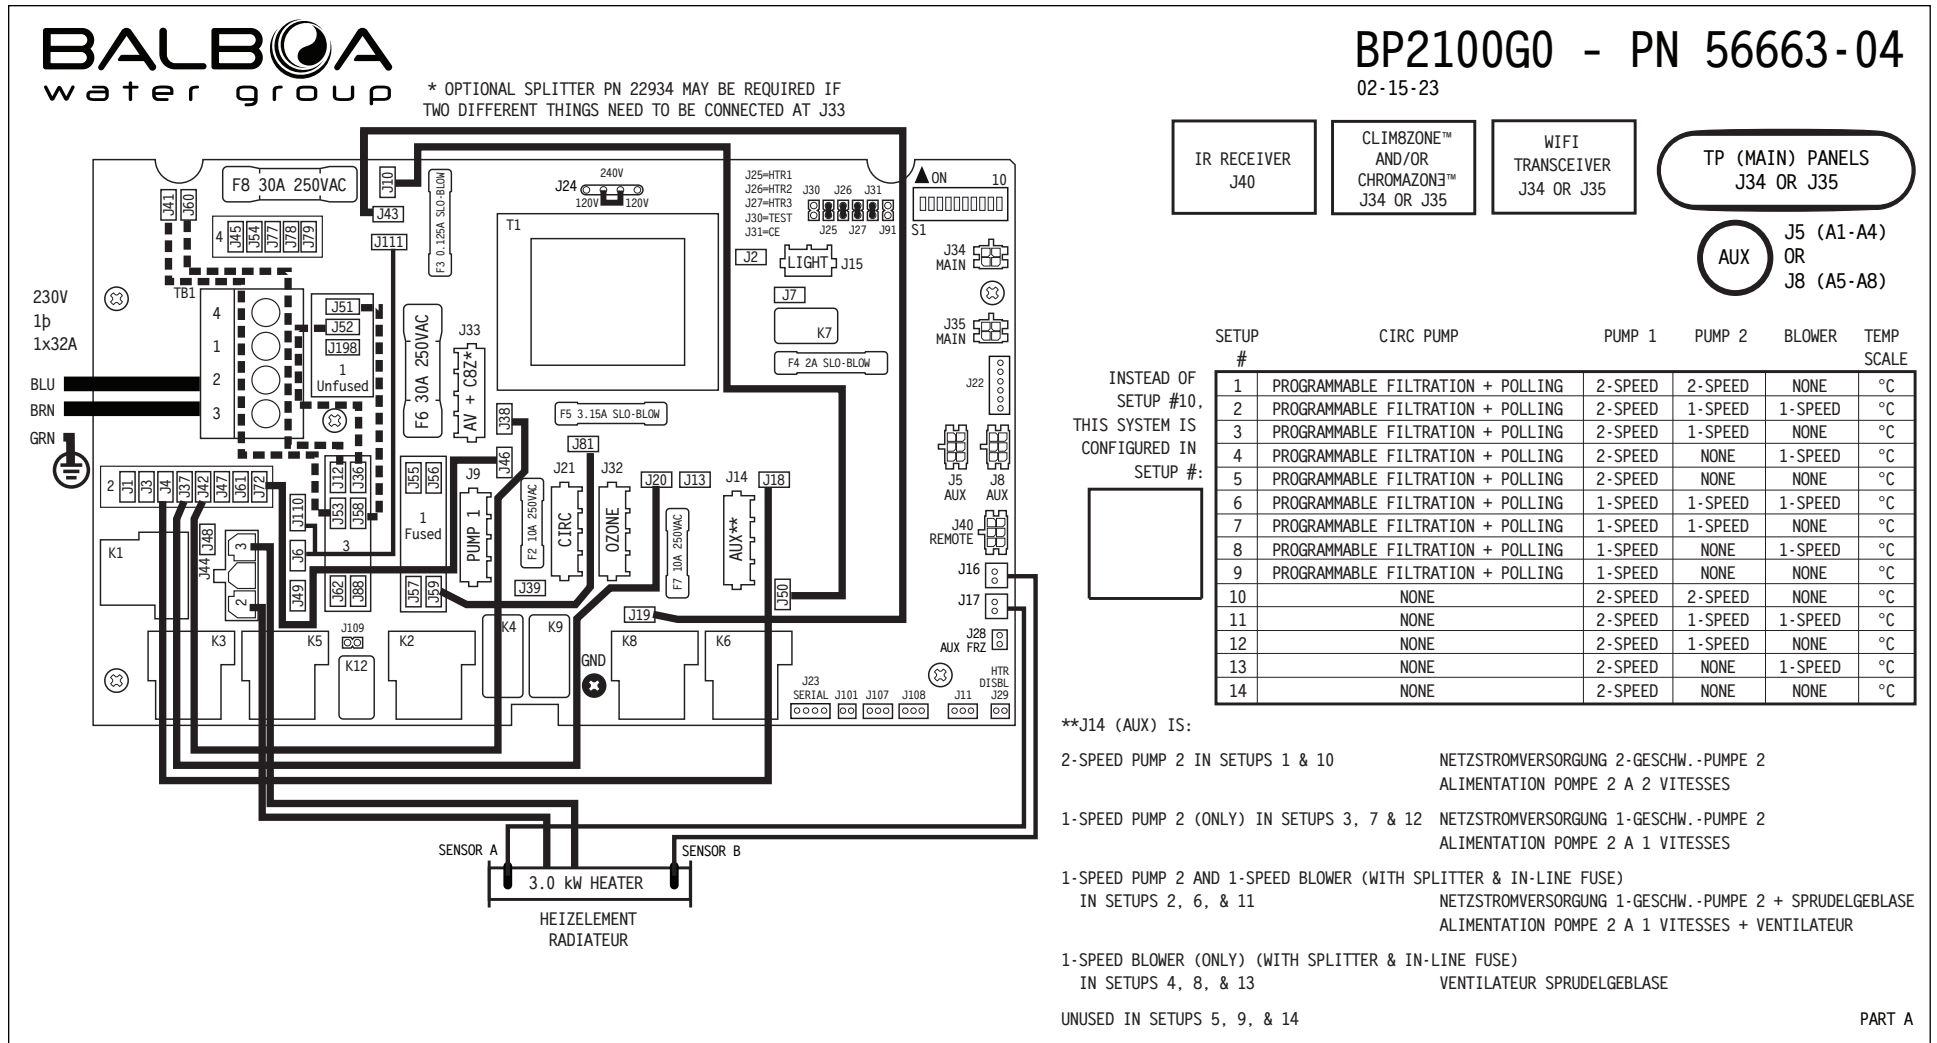 BALBOA
water group
BP2100G0 - PN 56663-04
02-15-23
* OPTIONAL SPLITTER PN 22934 MAY BE REQUIRED IF
TWO DIFFERENT THINGS NEED TO BE CONNECTED AT J33
IR RECEIVER
J40
CLIM8ZONE™
AND/OR
CHROMAZONƎ™
J34 OR J35
WIFI
TRANSCEIVER
J34 OR J35
TP (MAIN) PANELS
J34 OR J35
AUX
J5 (A1-A4)
OR
J8 (A5-A8)
F8 30A 250VAC
J10
J43
J111
J41
J60
4 J45 J54 J77 J78 J79
F3 0.125A SLO-BLOW
240V
J24
120V 120V
J25=HTR1
J26=HTR2
J27=HTR3
J30=TEST
J31=CE
J30 J26 J31
J25 J27 J91
ON 10
S1
T1
J2
LIGHT J15
J34
MAIN
J7
K7
J35
MAIN
F4 2A SLO-BLOW
J22
230V
1þ
1x32A
BLU
BRN
GRN
TB1
4
1
2
3
J51
J52
J198
1
Unfused
F6 30A 250VAC
J33
AV + C8Z*
J38
J46
F5 3.15A SLO-BLOW
J81
2 J1 J3 J4 J37 J42 J47 J61 J72
J12 J36
J53 J58
3
J62 J88
J55 J56
1
Fused
J57 J59
J9
PUMP 1
F2 10A 250VAC
J21
CIRC
J32
OZONE
J20 J13
F7 10A 250VAC
J14
AUX**
J18
J5
AUX
J8
AUX
J40
REMOTE
J16
J17
J28
AUX FRZ
K1
J48
J44
3
2
J110
J6
J49
J39
J19
J50
J109
K3
K5
K12
K2
K4
K9
GND
K8
K6
J23
SERIAL J101 J107 J108 J11
HTR
DISBL
J29
SENSOR A
SENSOR B
3.0 kW HEATER
HEIZELEMENT
RADIATEUR
INSTEAD OF
SETUP #10,
THIS SYSTEM IS
CONFIGURED IN
SETUP #:
SETUP # CIRC PUMP PUMP 1 PUMP 2 BLOWER TEMP SCALE
1 PROGRAMMABLE FILTRATION + POLLING 2-SPEED 2-SPEED NONE °C
2 PROGRAMMABLE FILTRATION + POLLING 2-SPEED 1-SPEED 1-SPEED °C
3 PROGRAMMABLE FILTRATION + POLLING 2-SPEED 1-SPEED NONE °C
4 PROGRAMMABLE FILTRATION + POLLING 2-SPEED NONE 1-SPEED °C
5 PROGRAMMABLE FILTRATION + POLLING 2-SPEED NONE NONE °C
6 PROGRAMMABLE FILTRATION + POLLING 1-SPEED 1-SPEED 1-SPEED °C
7 PROGRAMMABLE FILTRATION + POLLING 1-SPEED 1-SPEED NONE °C
8 PROGRAMMABLE FILTRATION + POLLING 1-SPEED NONE 1-SPEED °C
9 PROGRAMMABLE FILTRATION + POLLING 1-SPEED NONE NONE °C
10 NONE 2-SPEED 2-SPEED NONE °C
11 NONE 2-SPEED 1-SPEED 1-SPEED °C
12 NONE 2-SPEED 1-SPEED NONE °C
13 NONE 2-SPEED NONE 1-SPEED °C
14 NONE 2-SPEED NONE NONE °C
**J14 (AUX) IS:
2-SPEED PUMP 2 IN SETUPS 1 & 10 NETZSTROMVERSORGUNG 2-GESCHW.-PUMPE 2
ALIMENTATION POMPE 2 A 2 VITESSES
1-SPEED PUMP 2 (ONLY) IN SETUPS 3, 7 & 12 NETZSTROMVERSORGUNG 1-GESCHW.-PUMPE 2
ALIMENTATION POMPE 2 A 1 VITESSES
1-SPEED PUMP 2 AND 1-SPEED BLOWER (WITH SPLITTER & IN-LINE FUSE)
IN SETUPS 2, 6, & 11 NETZSTROMVERSORGUNG 1-GESCHW.-PUMPE 2 + SPRUDELGEBLASE
ALIMENTATION POMPE 2 A 1 VITESSES + VENTILATEUR
1-SPEED BLOWER (ONLY) (WITH SPLITTER & IN-LINE FUSE)
IN SETUPS 4, 8, & 13 VENTILATEUR SPRUDELGEBLASE
UNUSED IN SETUPS 5, 9, & 14
PART A